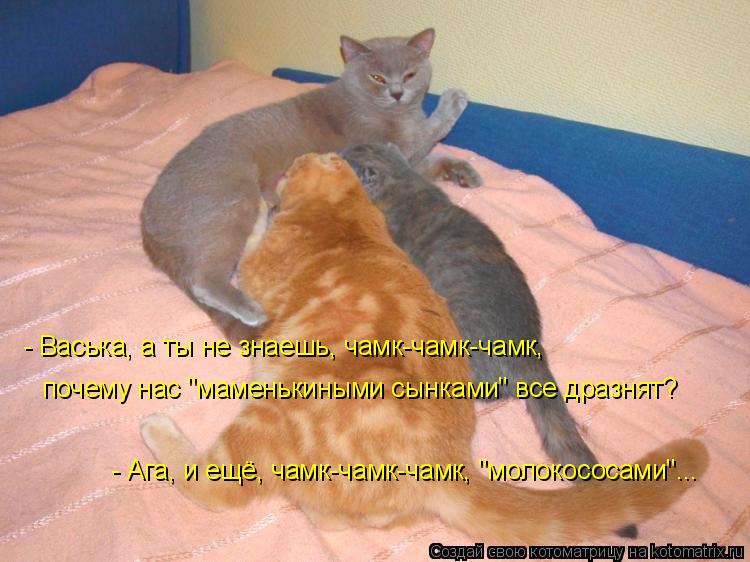 - Васька, а ты не знаешь, чамк-чамк-чамк,
почему нас "маменькиными сынками" все дразнят?
- Ага, и ещё, чамк-чамк-чамк, "молокососами"...
Создай свою котоматрицу на kotomatrix.ru